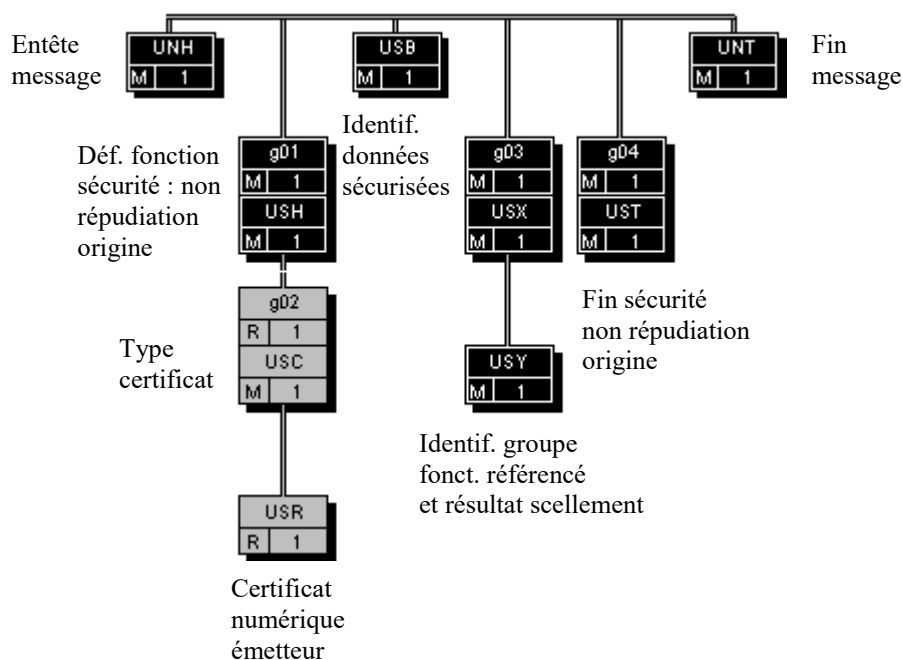 Entête
message
UNH
M 1
USB
M 1
UNT
M 1
Fin
message
Déf. fonction
sécurité : non
répudiation
origine
g01
M 1
USH
M 1
Identif.
données
sécurisées
g03
M 1
USX
M 1
g04
M 1
UST
M 1
Type
certificat
g02
R 1
USC
M 1
Fin sécurité
non répudiation
origine
USY
M 1
Identif. groupe
fonct. référencé
et résultat scellement
USR
R 1
Certificat
numérique
émetteur